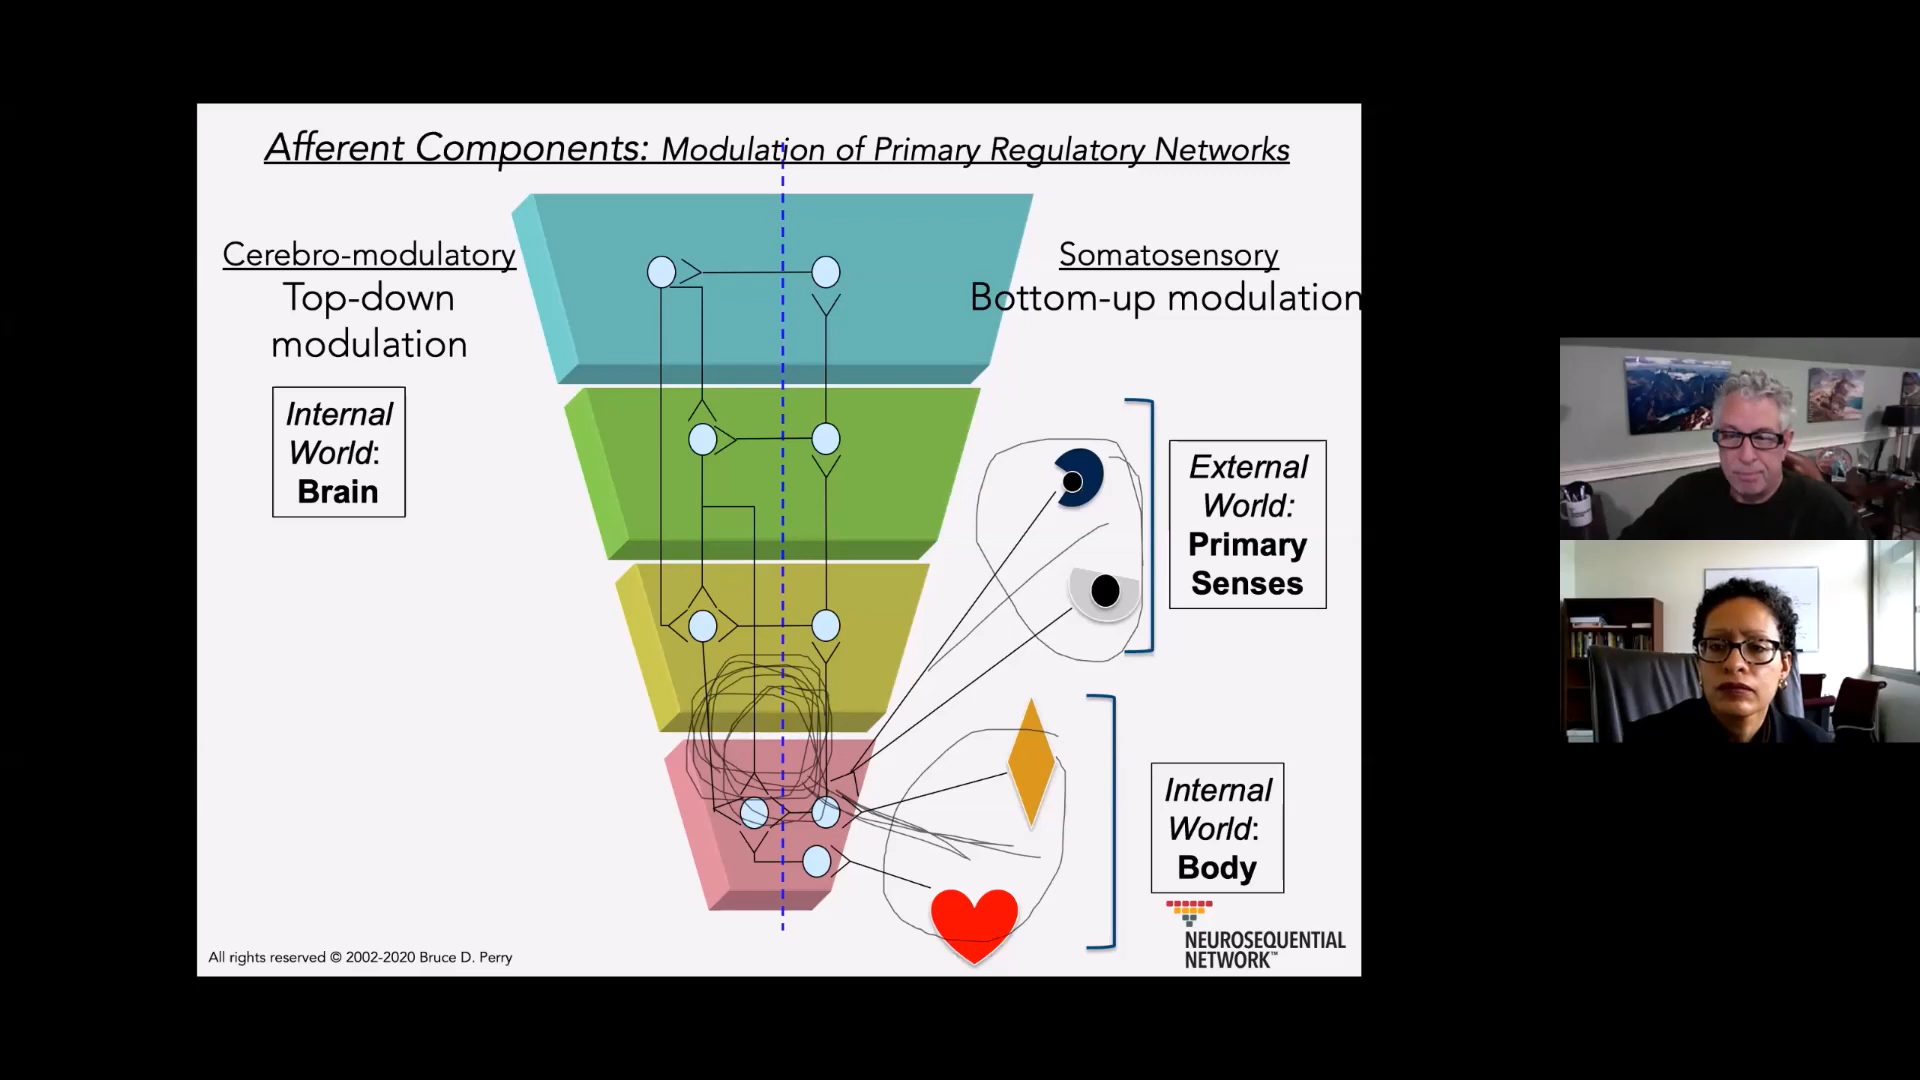 Afferent Components: Modulation of Primary Regulatory Networks
Cerebro-modulatory
Top-down
modulation
Somatosensory
Bottom-up modulation
Internal
World:
Brain
External
World:
Primary
Senses
Internal
World:
Body
NEUROSEQUENTIAL
NETWORK™
All rights reserved © 2002-2020 Bruce D. Perry